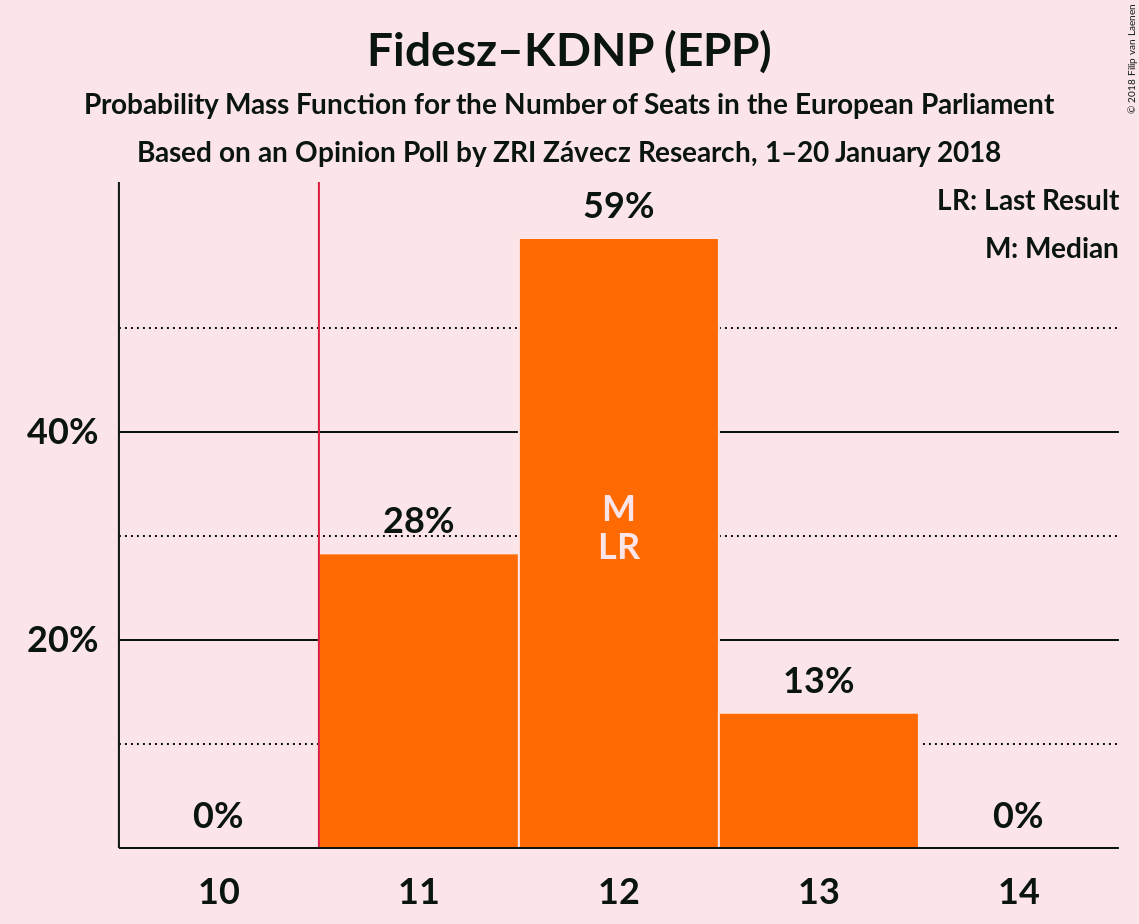 Fidesz–KDNP (EPP)
Probability Mass Function for the Number of Seats in the European Parliament
Based on an Opinion Poll by ZRI Závecz Research, 1–20 January 2018
© 2018 Filip van Laenen
LR: Last Result
M: Median
59%
40%
28%
M
LR
20%
13%
0%
0%
10
11
12
13
14